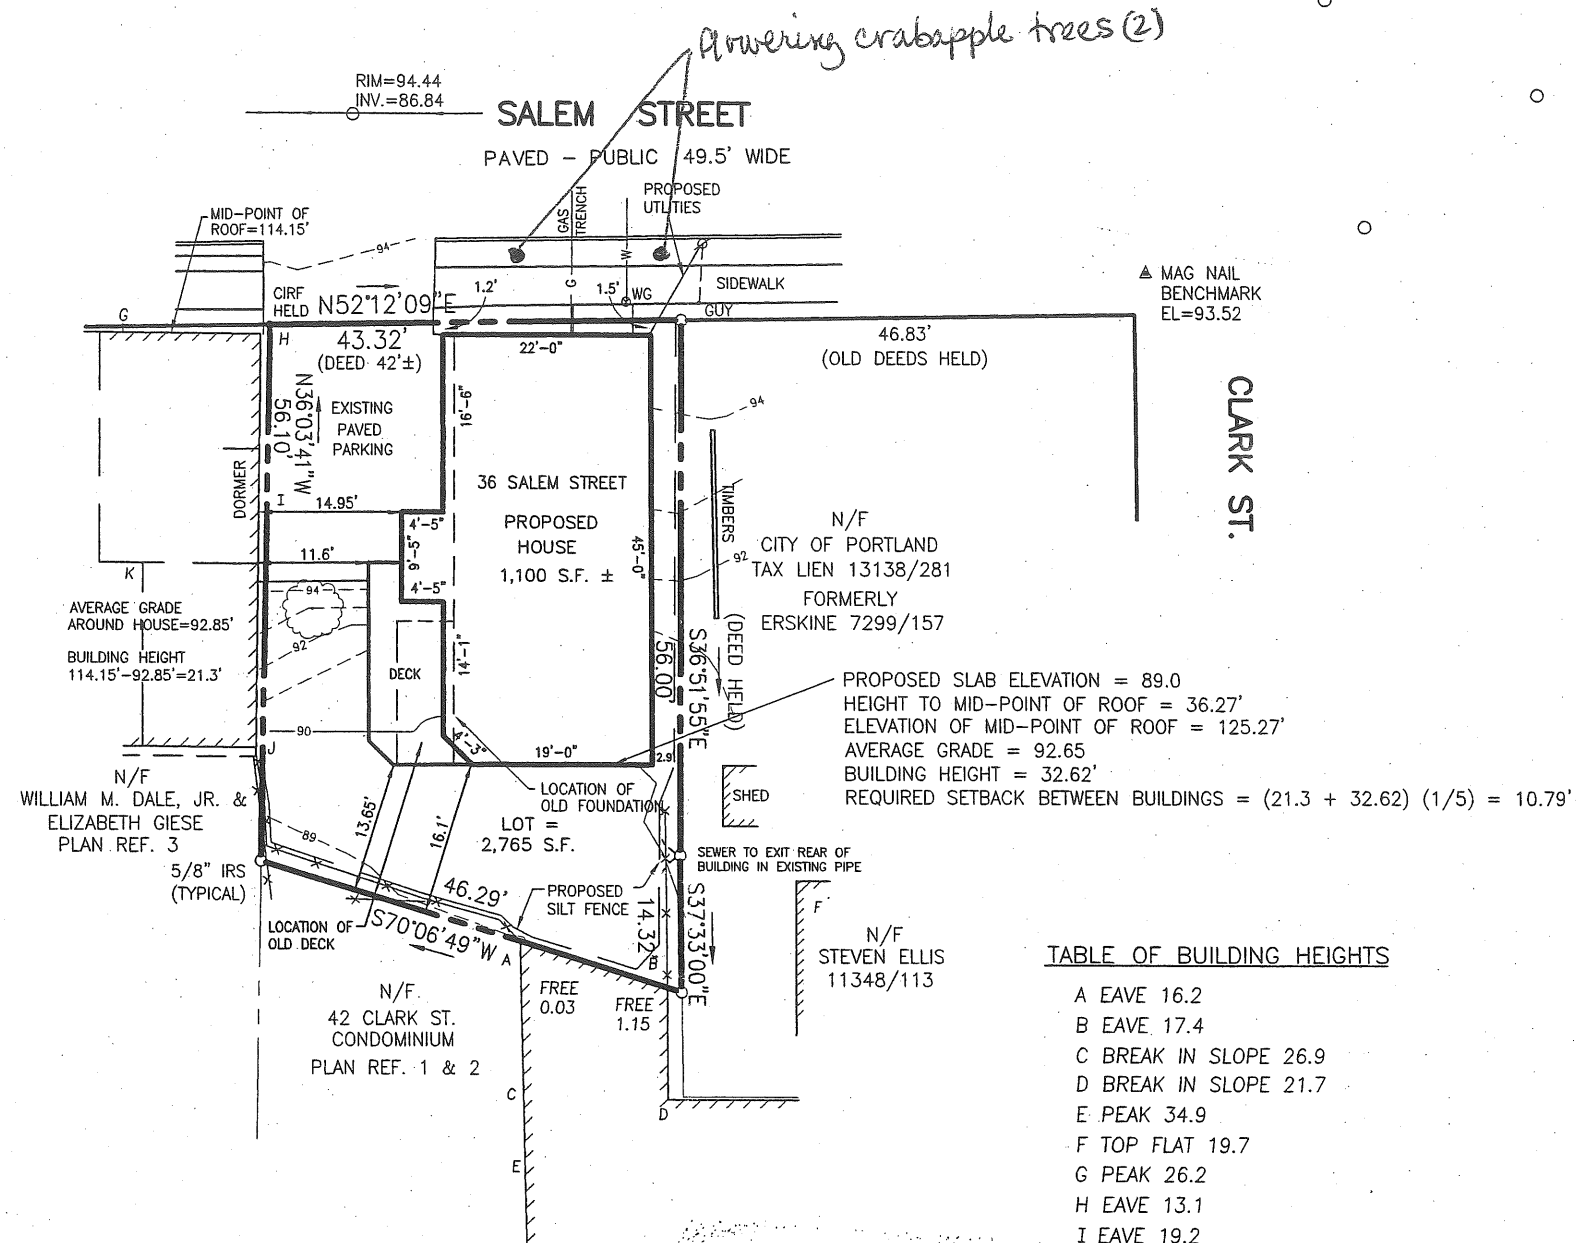 flowering crabapple trees (2)
RIM=94.44
INV.=86.84
SALEM STREET
PAVED – PUBLIC 49.5' WIDE
MID-POINT OF
ROOF=114.15'
GAS
TRENCH
PROPOSED
UTLITIES
94
W
G
CIRF
HELD
N52°12'09"E
1.2'
1.5'
WG
SIDEWALK
GUY
MAG NAIL
BENCHMARK
EL=93.52
G
H
43.32'
(DEED 42'±)
22'-0"
46.83'
(OLD DEEDS HELD)
CLARK ST.
N36°03'41"W
56.10'
EXISTING
PAVED
PARKING
16'-6"
94
DORMER
I
14.95'
36 SALEM STREET
PROPOSED
HOUSE
1,100 S.F. ±
45'-0"
TIMBERS
92
4'-5"
9'-5"
4'-5"
11.6'
K
N/F
CITY OF PORTLAND
TAX LIEN 13138/281
FORMERLY
ERSKINE 7299/157
94
AVERAGE GRADE
AROUND HOUSE=92.85'
BUILDING HEIGHT
114.15'-92.85'=21.3'
92
DECK
14'-1"
S36°51'55"E
56.00'
(DEED HELD)
PROPOSED SLAB ELEVATION = 89.0
HEIGHT TO MID-POINT OF ROOF = 36.27'
ELEVATION OF MID-POINT OF ROOF = 125.27'
AVERAGE GRADE = 92.65
BUILDING HEIGHT = 32.62'
REQUIRED SETBACK BETWEEN BUILDINGS = (21.3 + 32.62) (1/5) = 10.79'
90
J
4'-3"
19'-0"
2.9'
N/F
WILLIAM M. DALE, JR. &
ELIZABETH GIESE
PLAN REF. 3
LOCATION OF
OLD FOUNDATION
SHED
13.65'
16.1'
LOT =
2,765 S.F.
89
5/8" IRS
(TYPICAL)
SEWER TO EXIT REAR OF
BUILDING IN EXISTING PIPE
46.29'
PROPOSED
SILT FENCE
14.32'
S37°33'00"E
LOCATION OF
OLD DECK
S70°06'49"W
A
B
F
N/F
STEVEN ELLIS
11348/113
N/F
42 CLARK ST.
CONDOMINIUM
PLAN REF. 1 & 2
FREE
0.03
FREE
1.15
C
D
E
TABLE OF BUILDING HEIGHTS
A EAVE 16.2
B EAVE 17.4
C BREAK IN SLOPE 26.9
D BREAK IN SLOPE 21.7
E PEAK 34.9
F TOP FLAT 19.7
G PEAK 26.2
H EAVE 13.1
I EAVE 19.2